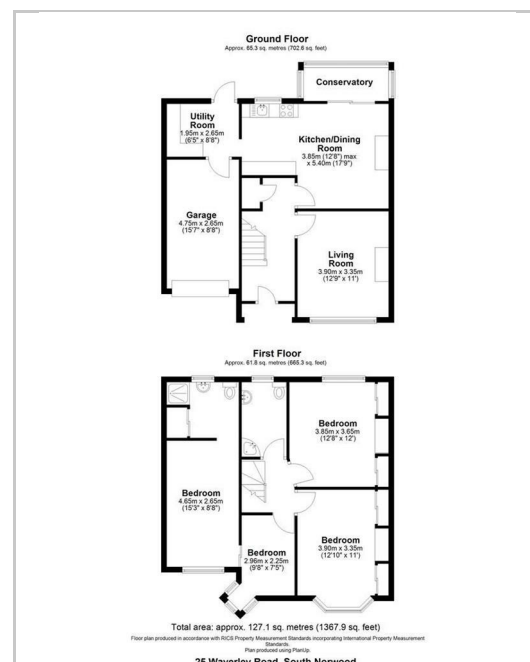 Ground Floor
Approx. 65.3 sq. metres (702.6 sq. feet)
Conservatory
Utility
Room
1.95m x 2.65m
(6'5" x 8'8")
Kitchen/Dining
Room
3.85m (12'8") max
x 5.40m (17'9")
Garage
4.75m x 2.65m
(15'7" x 8'8")
Living
Room
3.90m x 3.35m
(12'9" x 11')
First Floor
Approx. 61.8 sq. metres (665.3 sq. feet)
Bedroom
3.85m x 3.65m
(12'8" x 12')
Bedroom
4.65m x 2.65m
(15'3" x 8'8")
Bedroom
2.96m x 2.25m
(9'8" x 7'5")
Bedroom
3.90m x 3.35m
(12'10" x 11')
Total area: approx. 127.1 sq. metres (1367.9 sq. feet)
Floor plan produced in accordance with RICS Property Measurement Standards incorporating International Property Measurement
Standards.
Plan produced using PlanUp.
25 Waverley Road, South Norwood